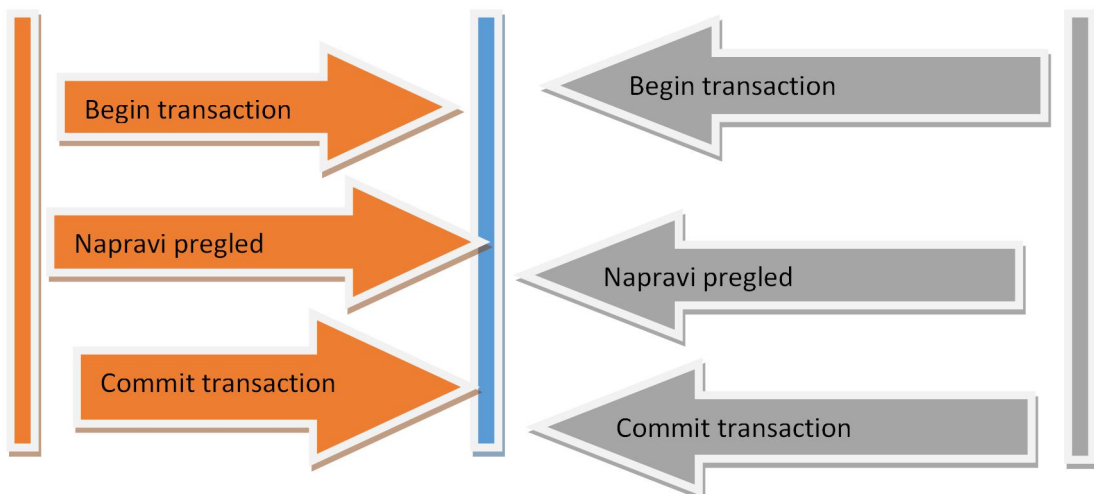 Begin transaction
Begin transaction
Napravi pregled
Napravi pregled
Commit transaction
Commit transaction